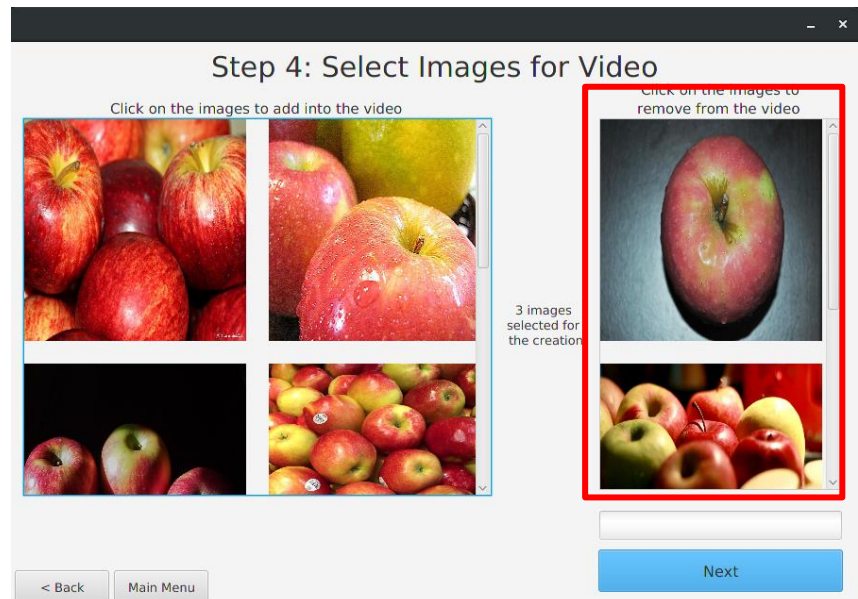 Step 4: Select Images for Video
Click on the images to add into the video
Click on the images to
remove from the video
3 images
selected for
the creation
Next
< Back
Main Menu